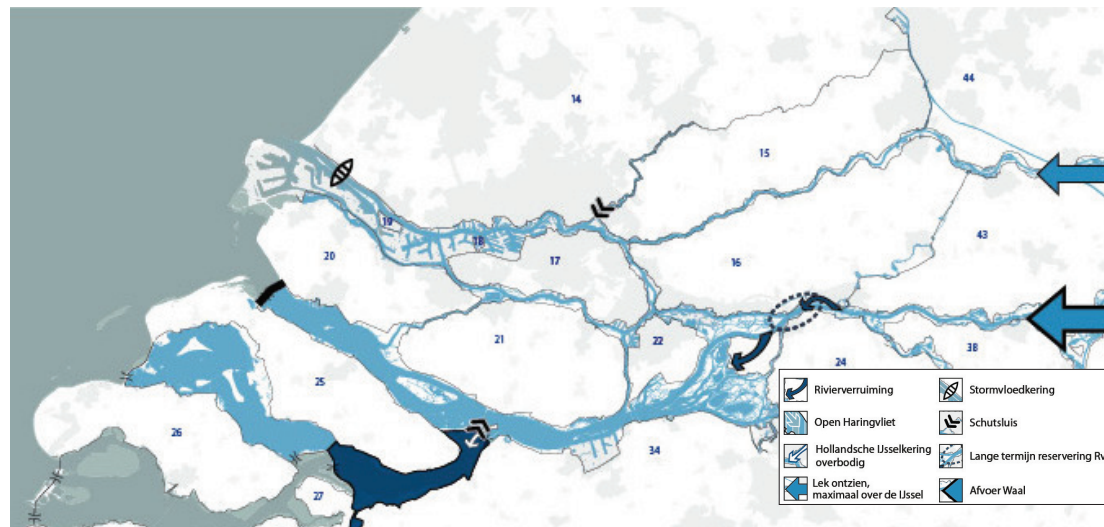 44
14
15
19
18
43
20
17
16
21
22
38
24
25
26
34
27
Rivierverruiming
Stormvloedkering
Open Haringvliet
Schutsluis
Hollandsche IJsselkering
overbodig
Lange termijn reservering Rv
Lek ontzien,
maximaal over de IJssel
Afvoer Waal